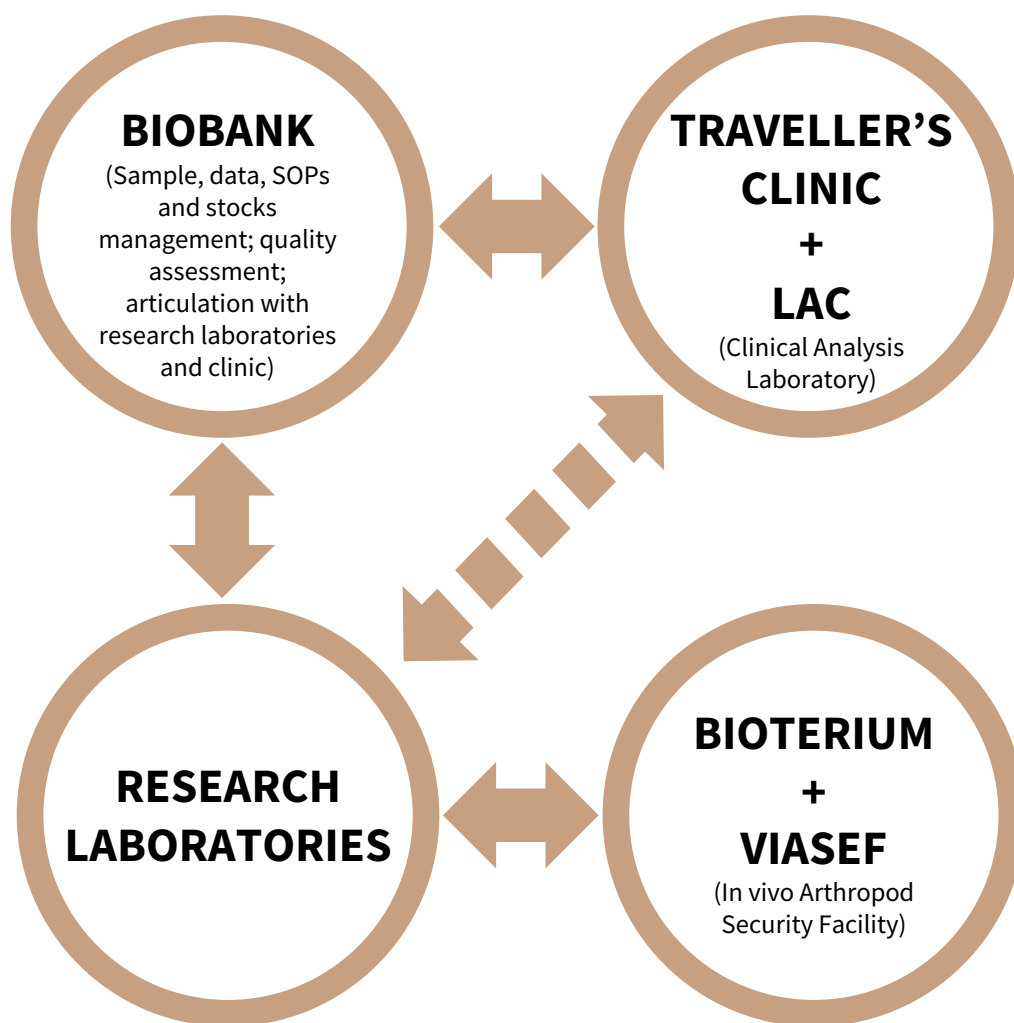 BIOBANK
(Sample, data, SOPs
and stocks
management; quality
assessment;
articulation with
research laboratories
and clinic)
TRAVELLER’S
CLINIC
+
LAC
(Clinical Analysis
Laboratory)
RESEARCH
LABORATORIES
BIOTERIUM
+
VIASEF
(In vivo Arthropod
Security Facility)